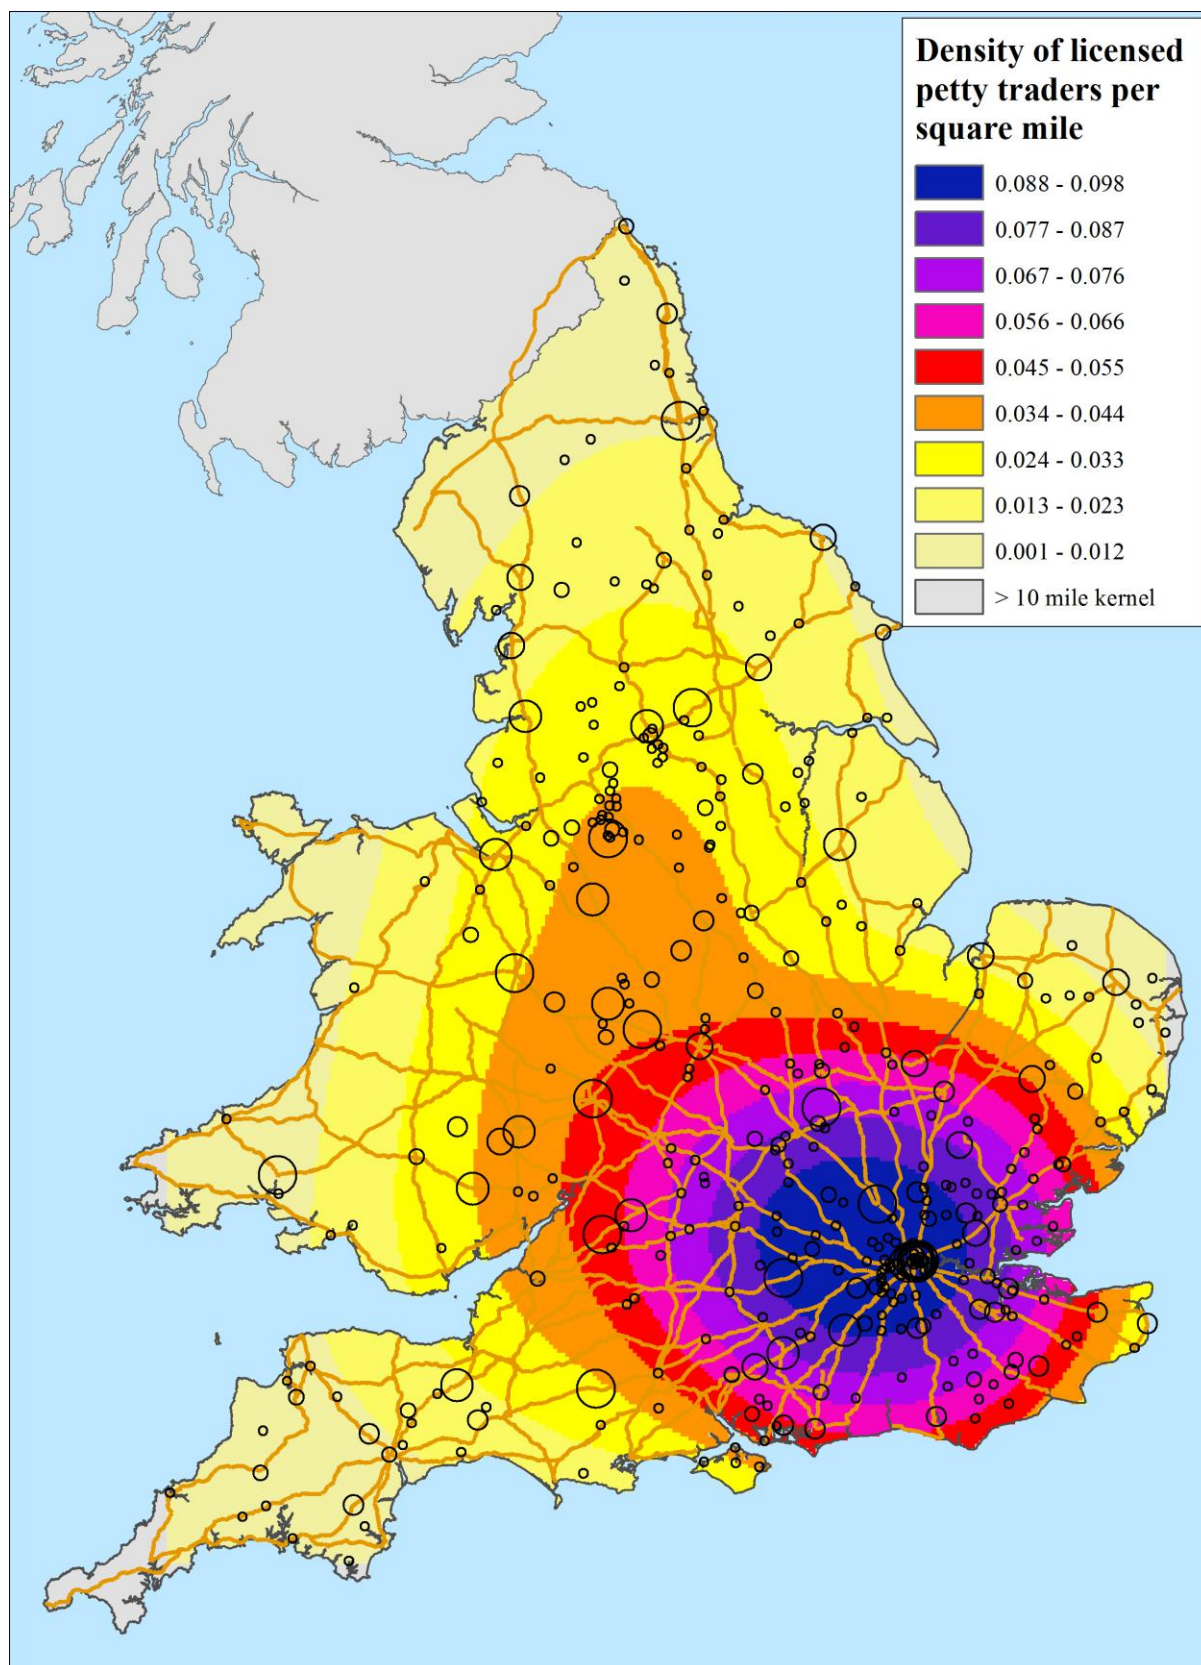 Density of licensed
petty traders per
square mile
0.088 - 0.098
0.077 - 0.087
0.067 - 0.076
0.056 - 0.066
0.045 - 0.055
0.034 - 0.044
0.024 - 0.033
0.013 - 0.023
0.001 - 0.012
> 10 mile kernel